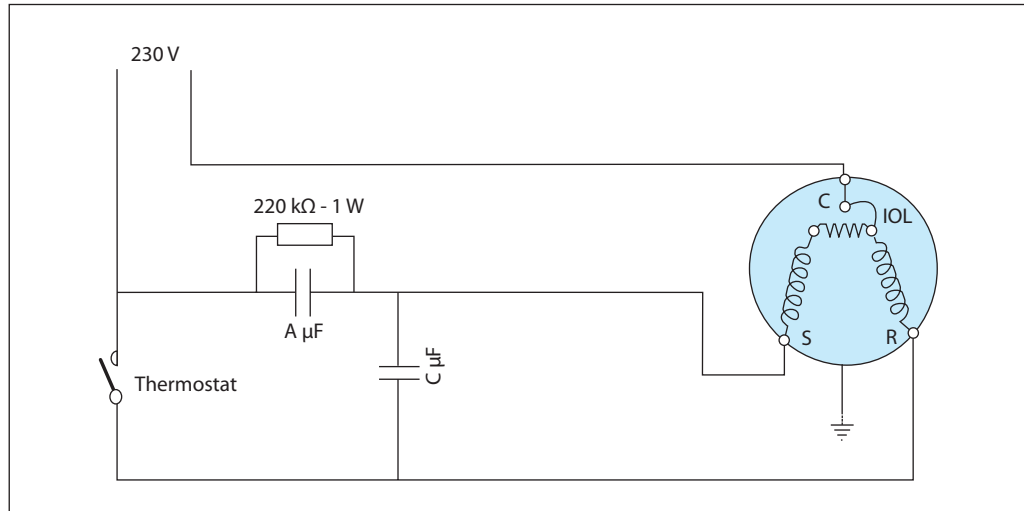 230 V
220 kΩ - 1 W
A µF
C µF
Thermostat
C
IOL
S
R